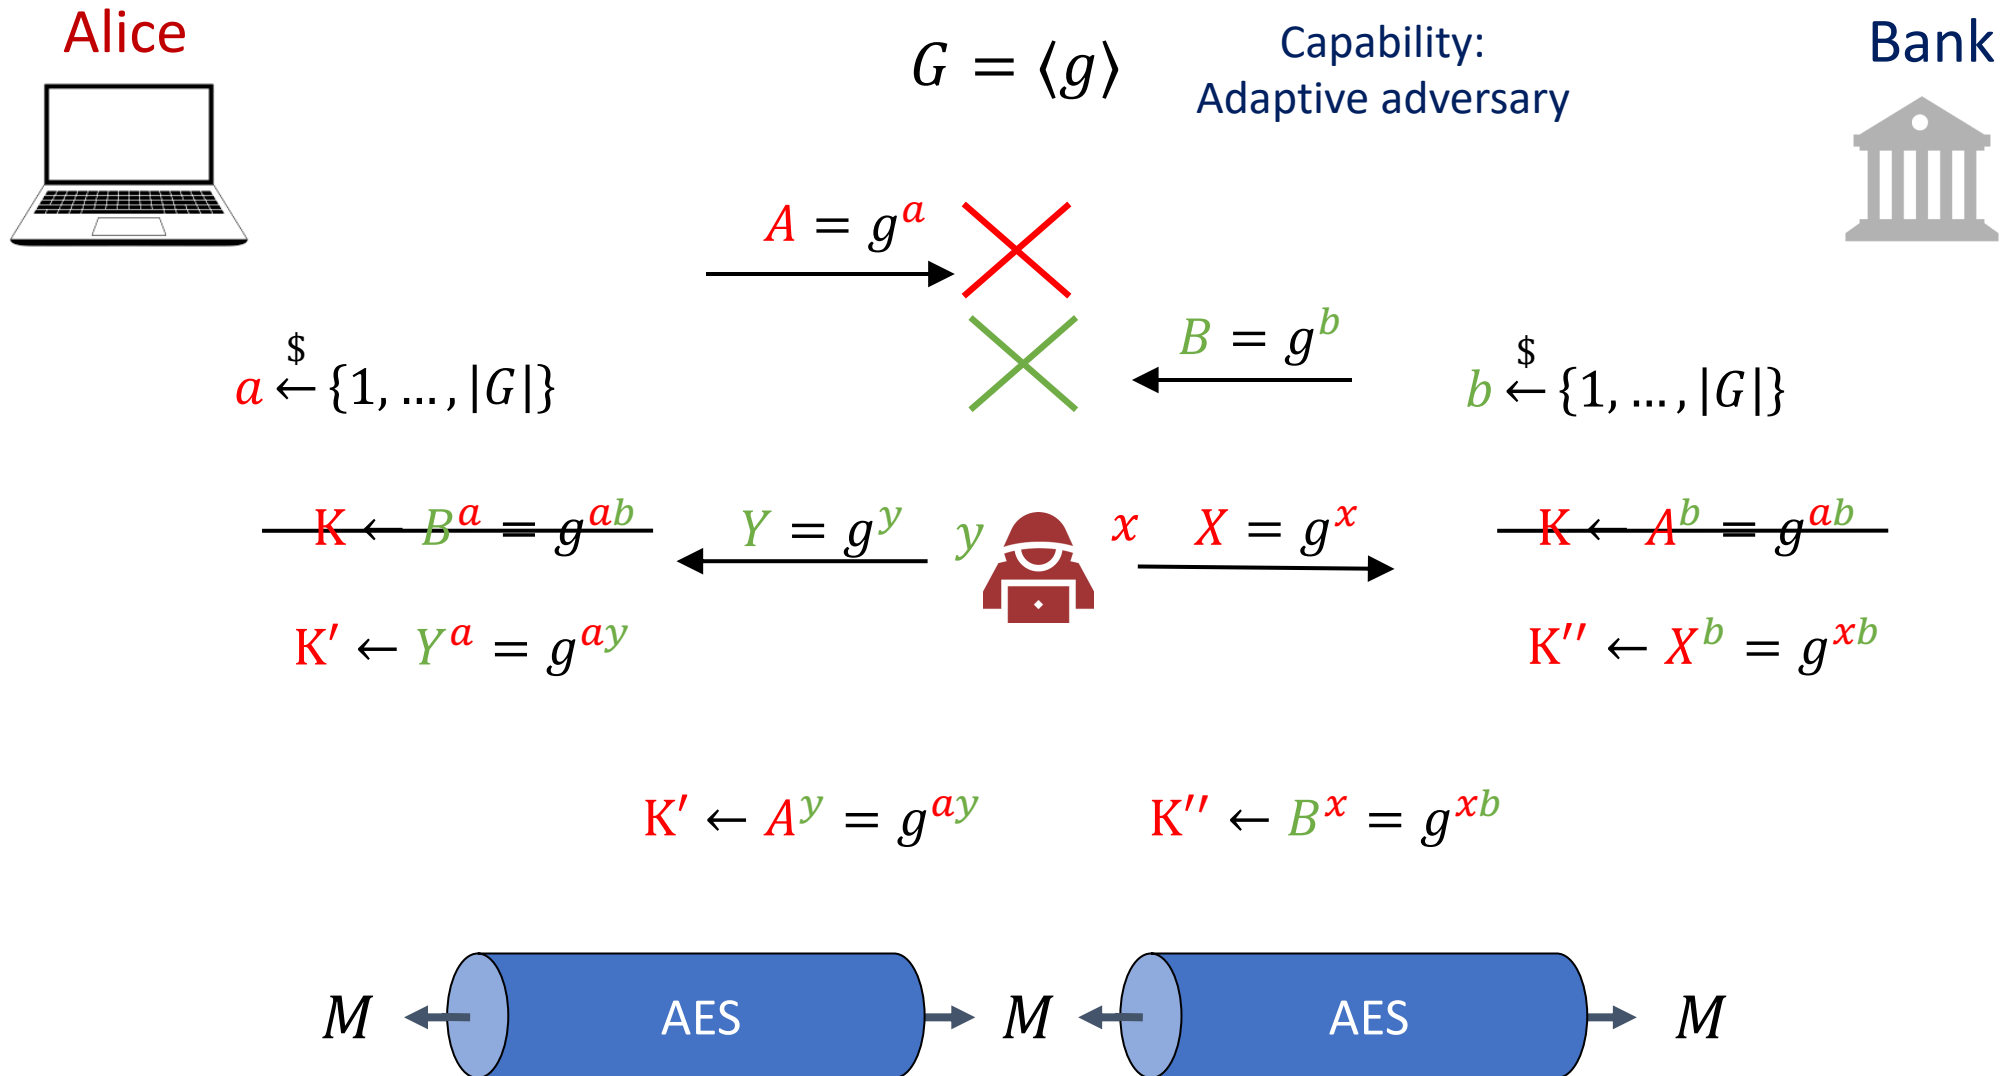 Alice
G = ⟨g⟩
Capability:
Adaptive adversary
Bank
A = g^a
B = g^b
a ←$ {1, … , |G|}
b ←$ {1, … , |G|}
K ← B^a = g^{ab}
Y = g^y
y
x
X = g^x
K ← A^b = g^{ab}
K′ ← Y^a = g^{ay}
K′′ ← X^b = g^{xb}
K′ ← A^y = g^{ay}
K′′ ← B^x = g^{xb}
M
AES
M
AES
M